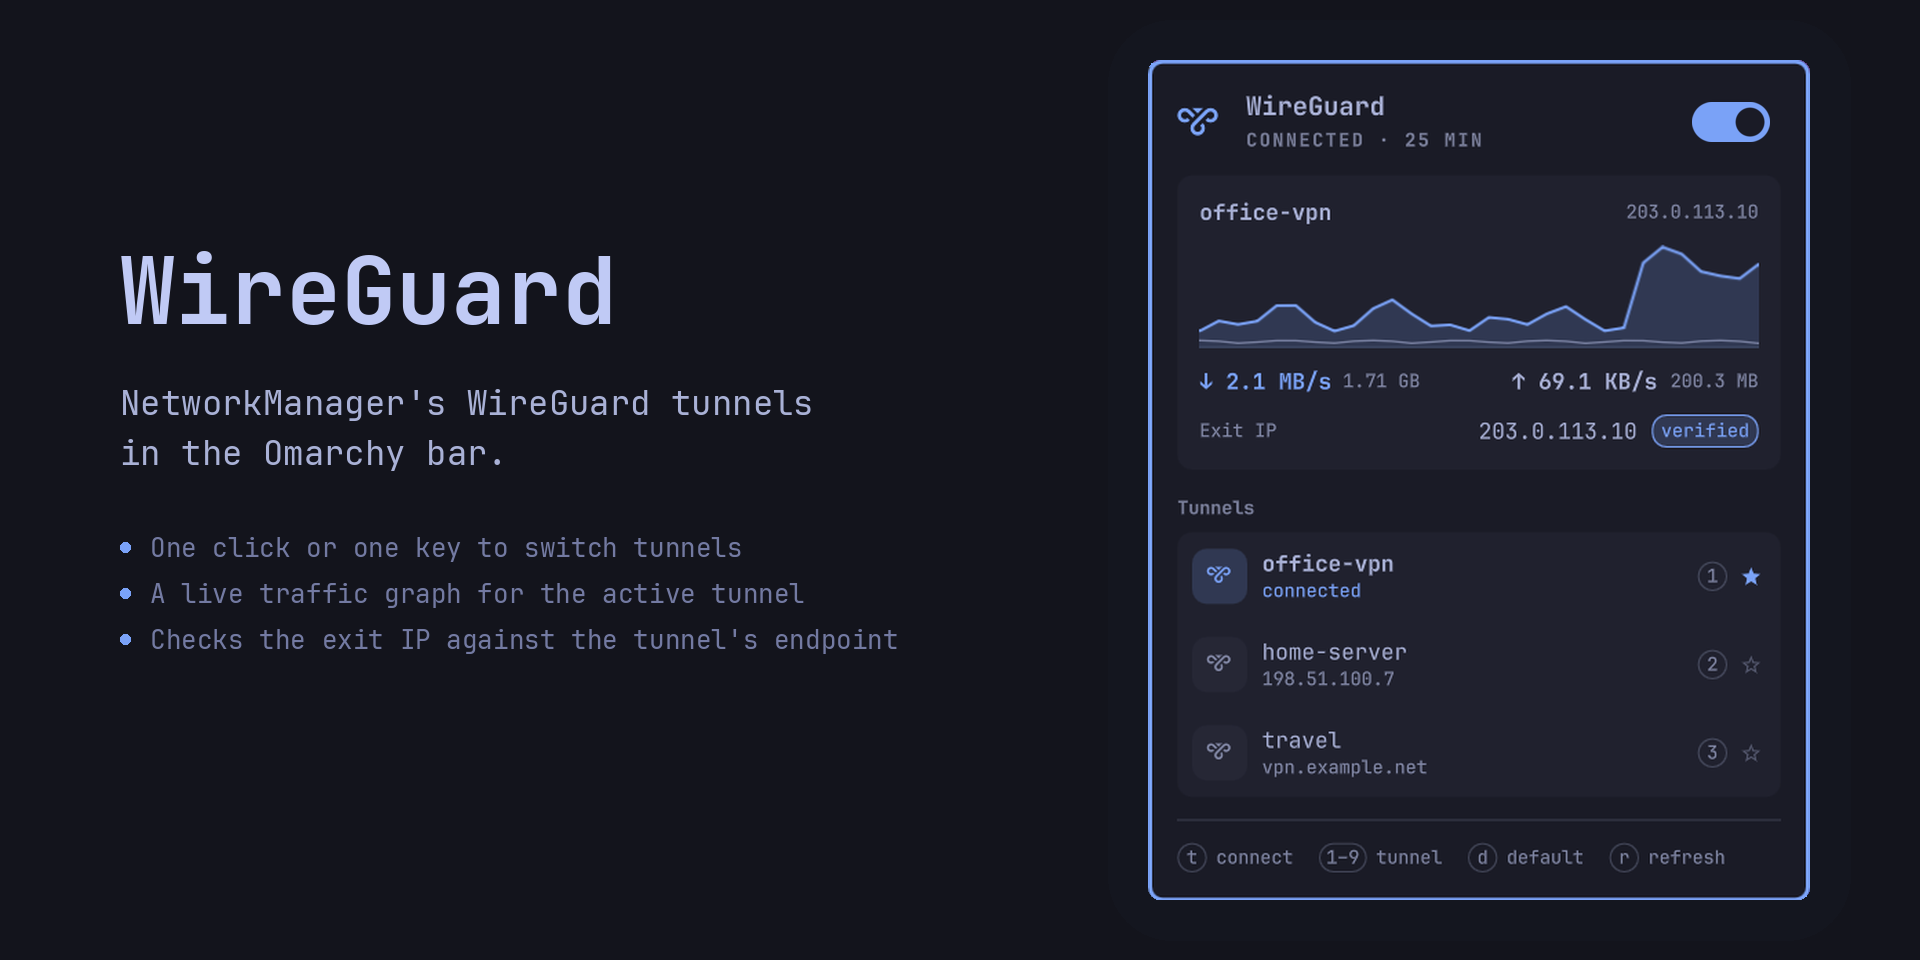 WireGuard
NetworkManager's WireGuard tunnels
in the Omarchy bar.
One click or one key to switch tunnels
A live traffic graph for the active tunnel
Checks the exit IP against the tunnel's endpoint
WireGuard
CONNECTED · 25 MIN
office-vpn 203.0.113.10
↓ 2.1 MB/s 1.71 GB ↑ 69.1 KB/s 200.3 MB
Exit IP 203.0.113.10 verified
Tunnels
office-vpn 1 ★
connected
home-server 2 ☆
198.51.100.7
travel 3 ☆
vpn.example.net
t connect 1–9 tunnel d default r refresh